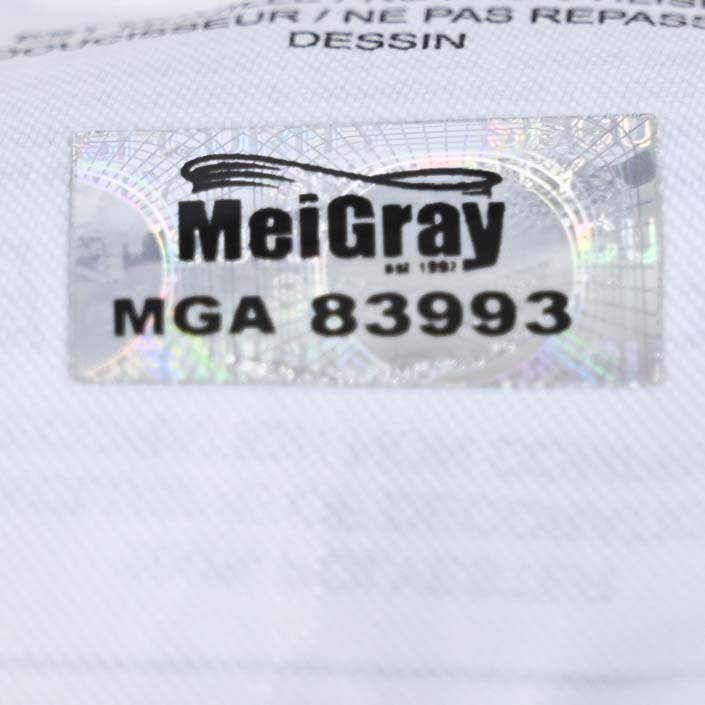 DOUCISSEUR / NE PAS REPASS
DESSIN
MeiGray
est 1997
MGA 83993